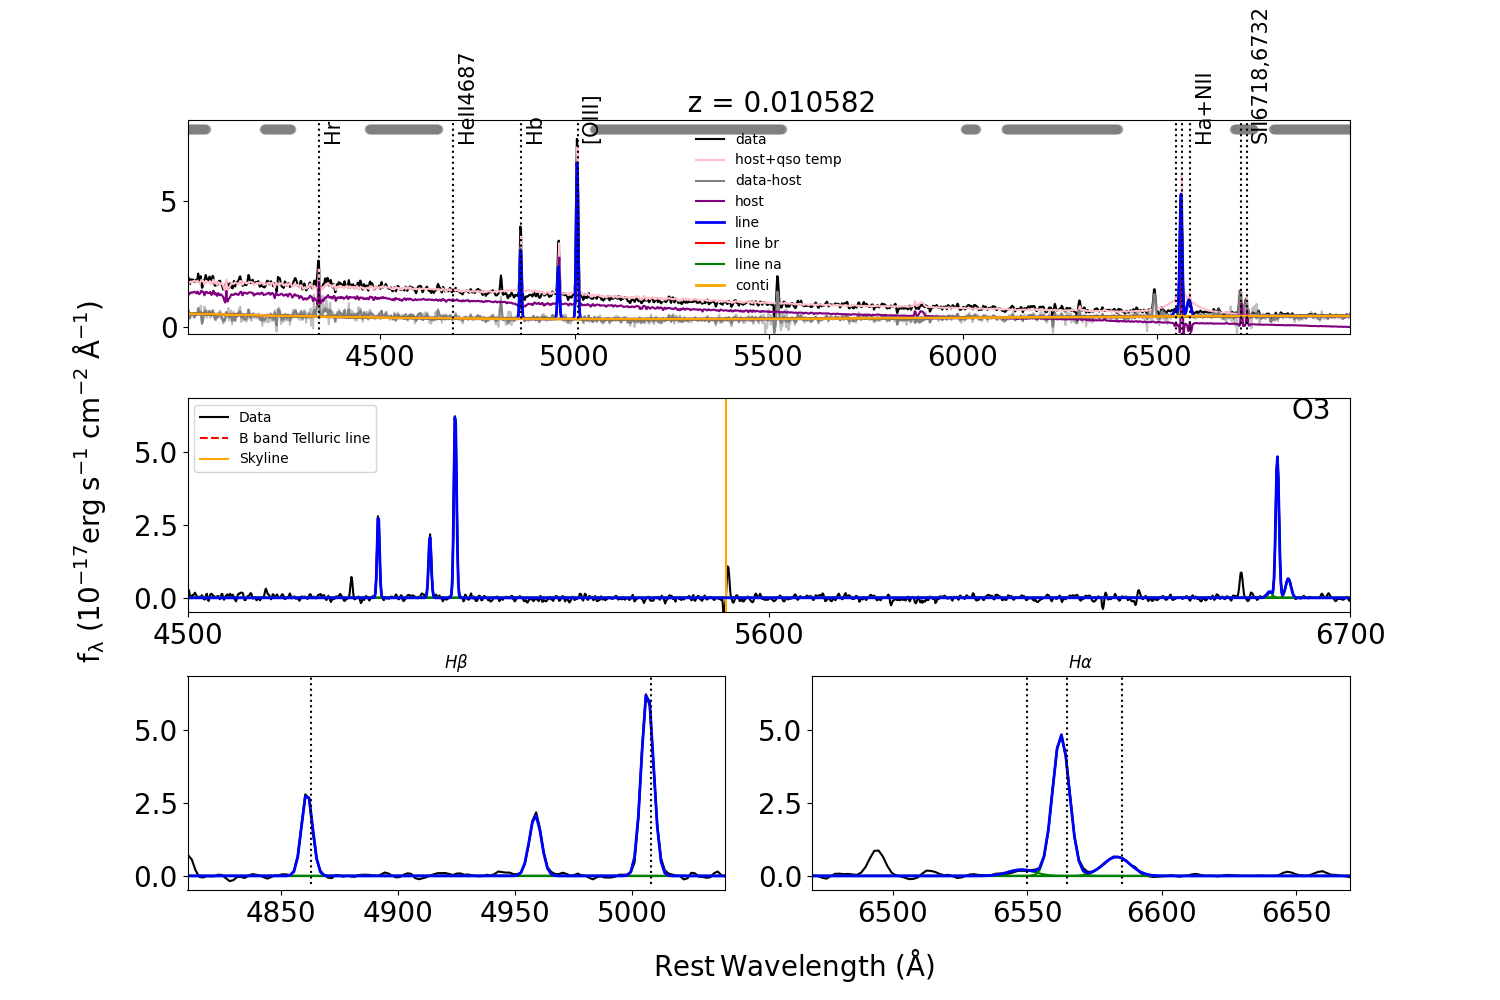 z = 0.010582
Hr
HeII4687
Hb
[OIII]
Ha+NII
SII6718,6732
data
host+qso temp
data-host
host
line
line br
line na
conti
5
0
4500 5000 5500 6000 6500
fλ (10⁻¹⁷erg s⁻¹ cm⁻² Å⁻¹)
O3
Data
B band Telluric line
Skyline
5.0
2.5
0.0
4500 5600 6700
Hβ
5.0
2.5
0.0
4850 4900 4950 5000
Hα
5.0
2.5
0.0
6500 6550 6600 6650
Rest Wavelength (Å)